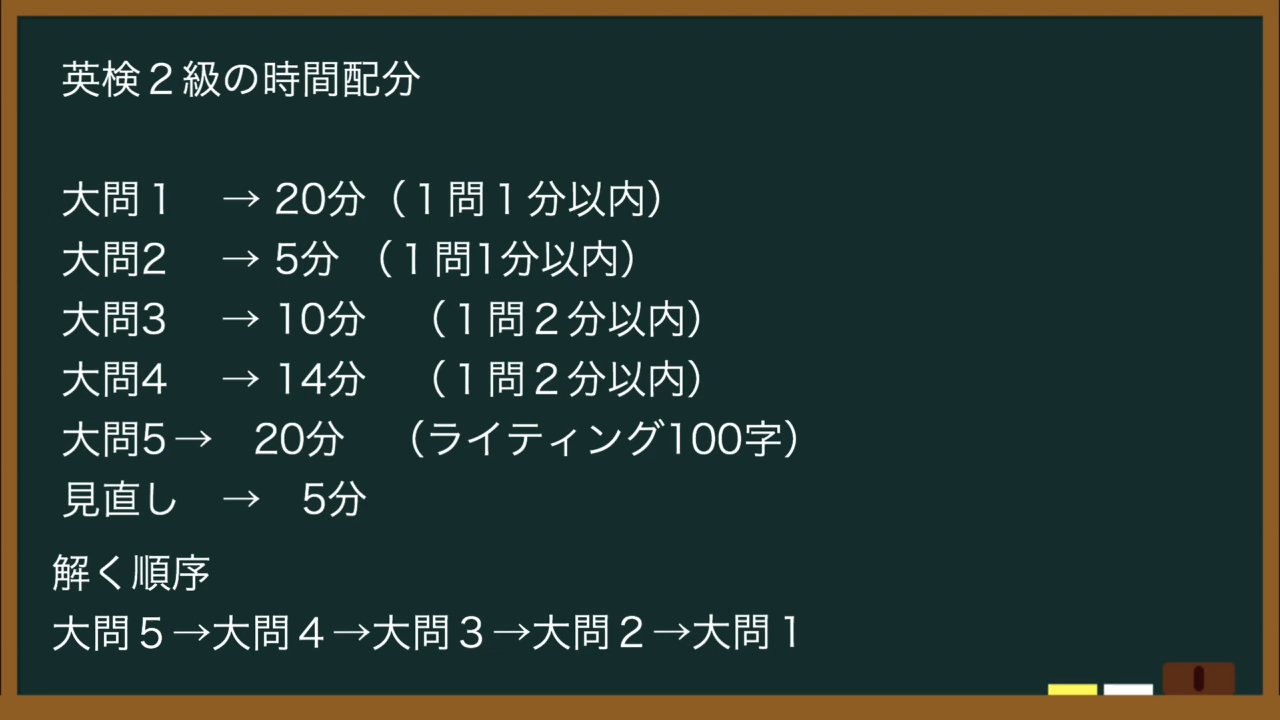 英検２級の時間配分
大問１　→ 20分（１問１分以内）
大問2　→ 5分 （１問1分以内）
大問3　→ 10分　（１問２分以内）
大問4　→ 14分　（１問２分以内）
大問5→　20分　（ライティング100字）
見直し　→　5分
解く順序
大問５→大問４→大問３→大問２→大問１